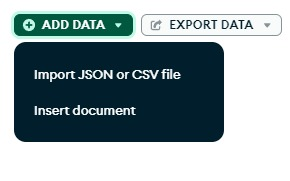 ADD DATA
EXPORT DATA
Import JSON or CSV file
Insert document